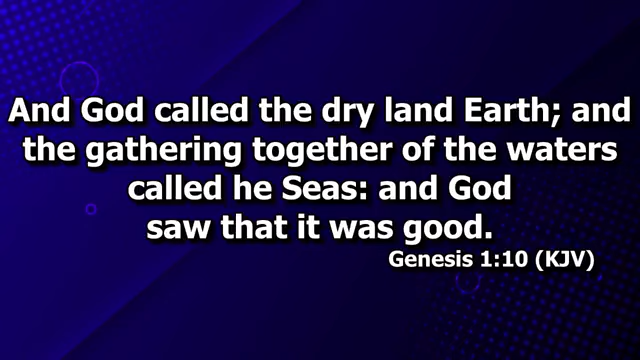 And God called the dry land Earth; and
the gathering together of the waters
called he Seas: and God
saw that it was good.
Genesis 1:10 (KJV)